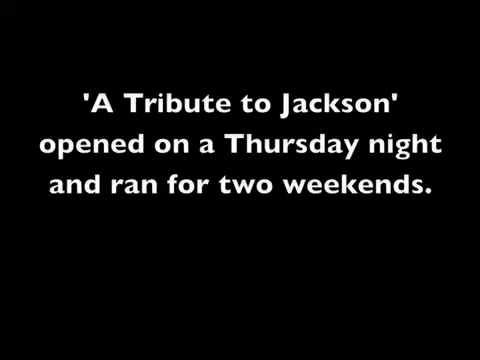 'A Tribute to Jackson'
opened on a Thursday night
and ran for two weekends.